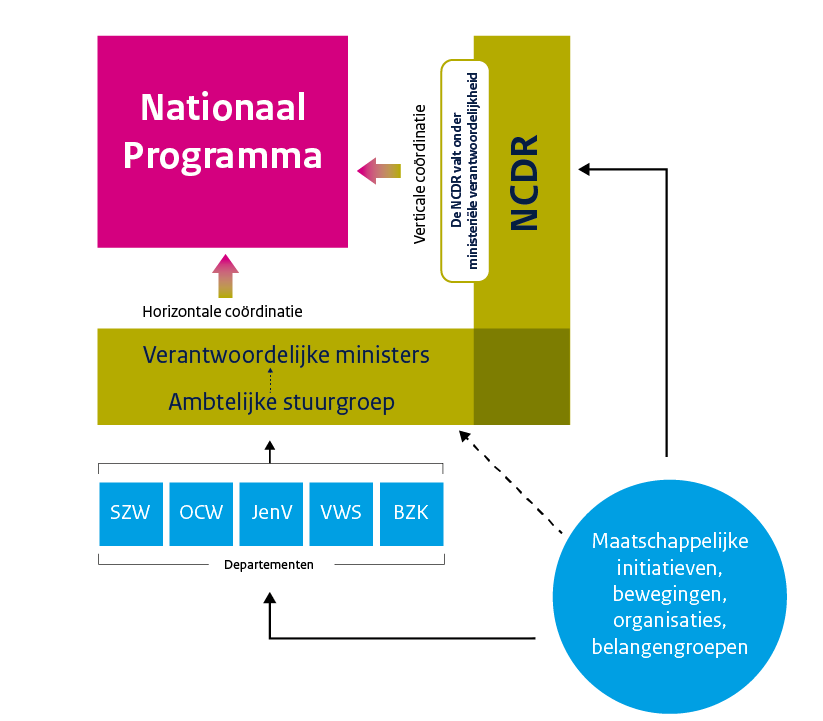 Nationaal
Programma
Verticale coördinatie
De NCDR valt onder
ministeriële verantwoordelijkheid
NCDR
Horizontale coördinatie
Verantwoordelijke ministers
Ambtelijke stuurgroep
SZW
OCW
JenV
VWS
BZK
Departementen
Maatschappelijke
initiatieven,
bewegingen,
organisaties,
belangengroepen